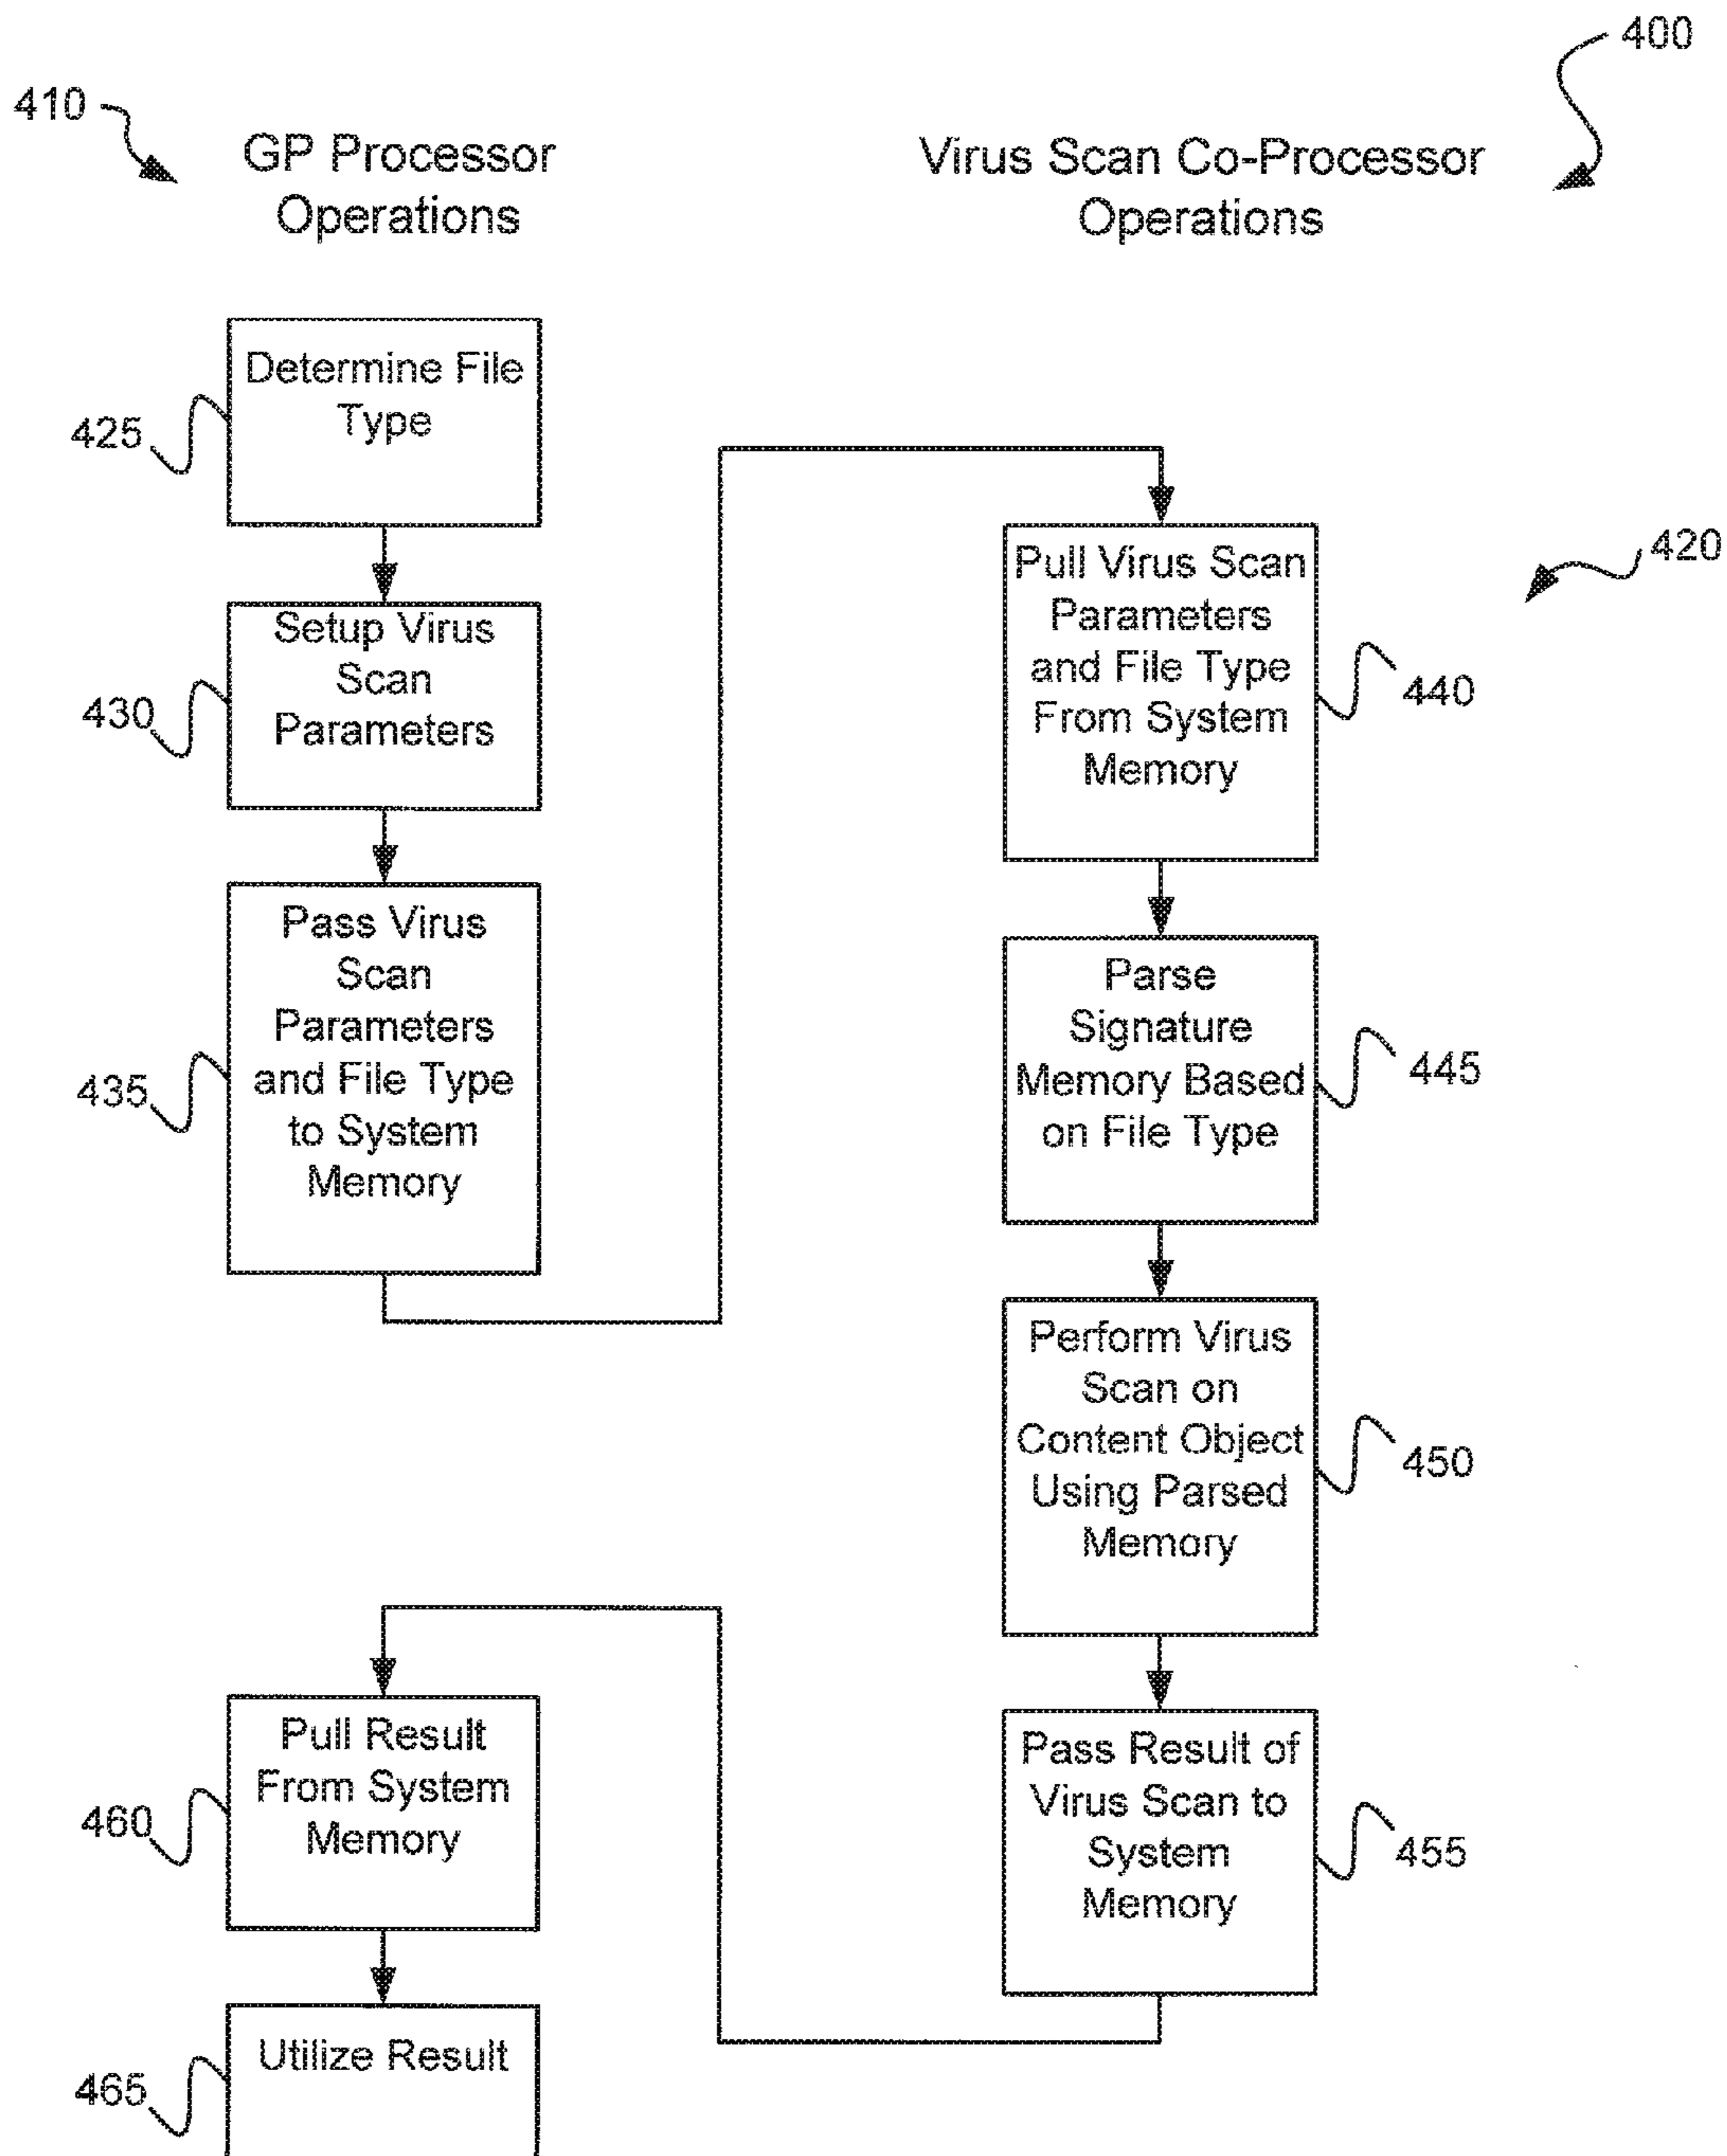 400
410
GP Processor
Operations
Virus Scan Co-Processor
Operations
Determine File
Type
425
Setup Virus
Scan
Parameters
430
Pass Virus
Scan
Parameters
and File Type
to System
Memory
435
420
Pull Virus Scan
Parameters
and File Type
From System
Memory
440
Parse
Signature
Memory Based
on File Type
445
Perform Virus
Scan on
Content Object
Using Parsed
Memory
450
Pass Result of
Virus Scan to
System
Memory
455
Pull Result
From System
Memory
460
Utilize Result
465